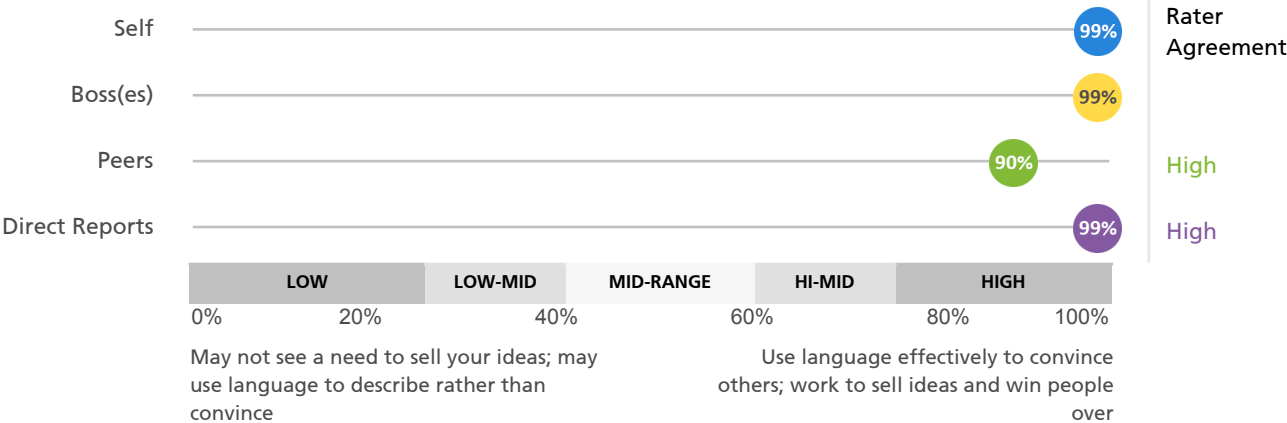 Self
99%
Rater
Agreement
Boss(es)
99%
Peers
90%
High
Direct Reports
99%
High
LOW
LOW-MID
MID-RANGE
HI-MID
HIGH
0%
20%
40%
60%
80%
100%
May not see a need to sell your ideas; may
use language to describe rather than
convince
Use language effectively to convince
others; work to sell ideas and win people
over